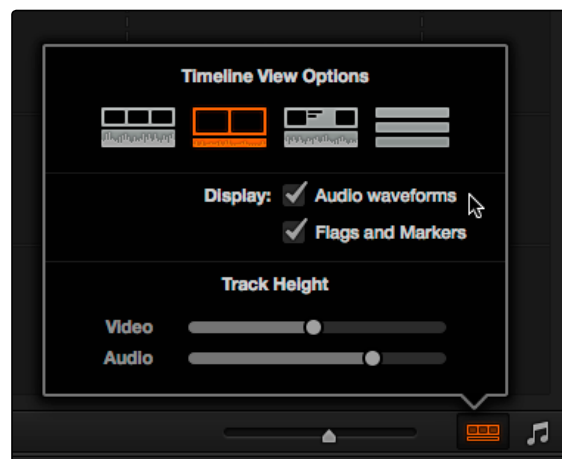 Timeline View Options
Display: Audio waveforms
Flags and Markers
Track Height
Video
Audio